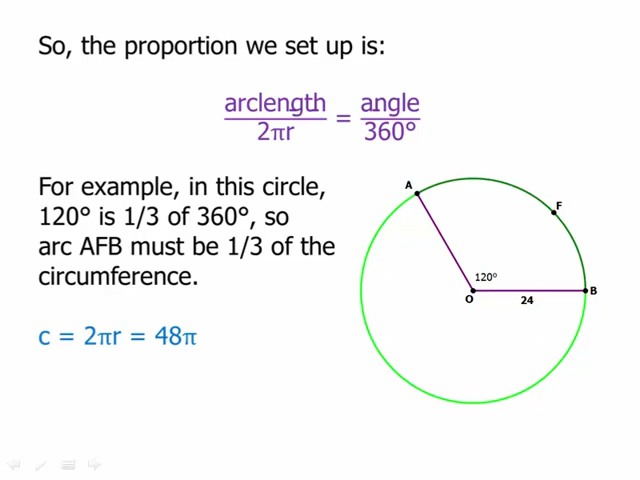 So, the proportion we set up is:
arclength = angle
2πr 360°
For example, in this circle,
120° is 1/3 of 360°, so
arc AFB must be 1/3 of the
circumference.
c = 2πr = 48π
A
F
120°
O
24
B